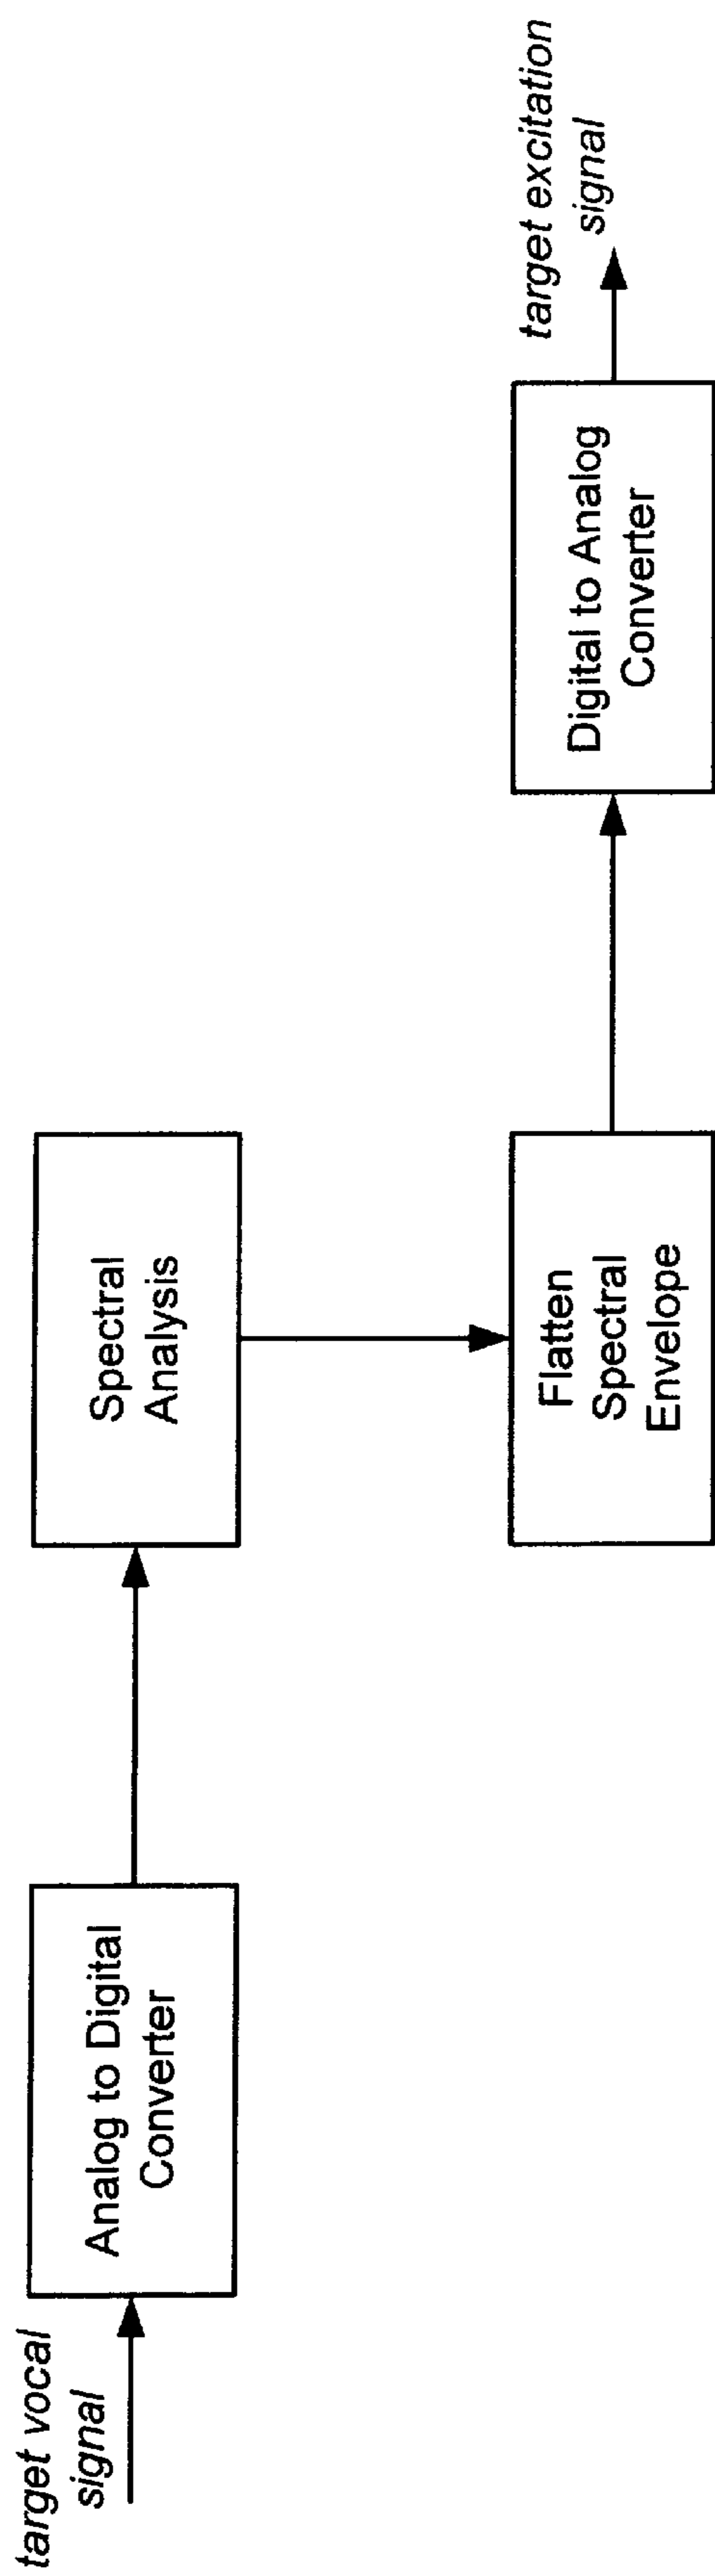 target vocal
signal
Analog to Digital
Converter
Spectral
Analysis
Flatten
Spectral
Envelope
Digital to Analog
Converter
target excitation
signal